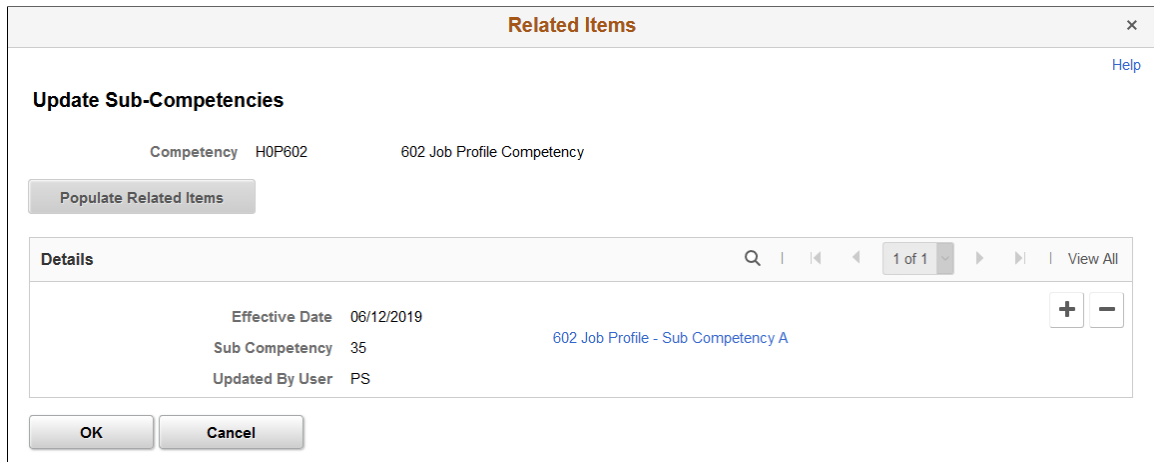 Related Items ×
Help
Update Sub-Competencies
Competency H0P602 602 Job Profile Competency
Populate Related Items
Details 1 of 1 View All
Effective Date 06/12/2019
602 Job Profile - Sub Competency A
Sub Competency 35
Updated By User PS
OK Cancel